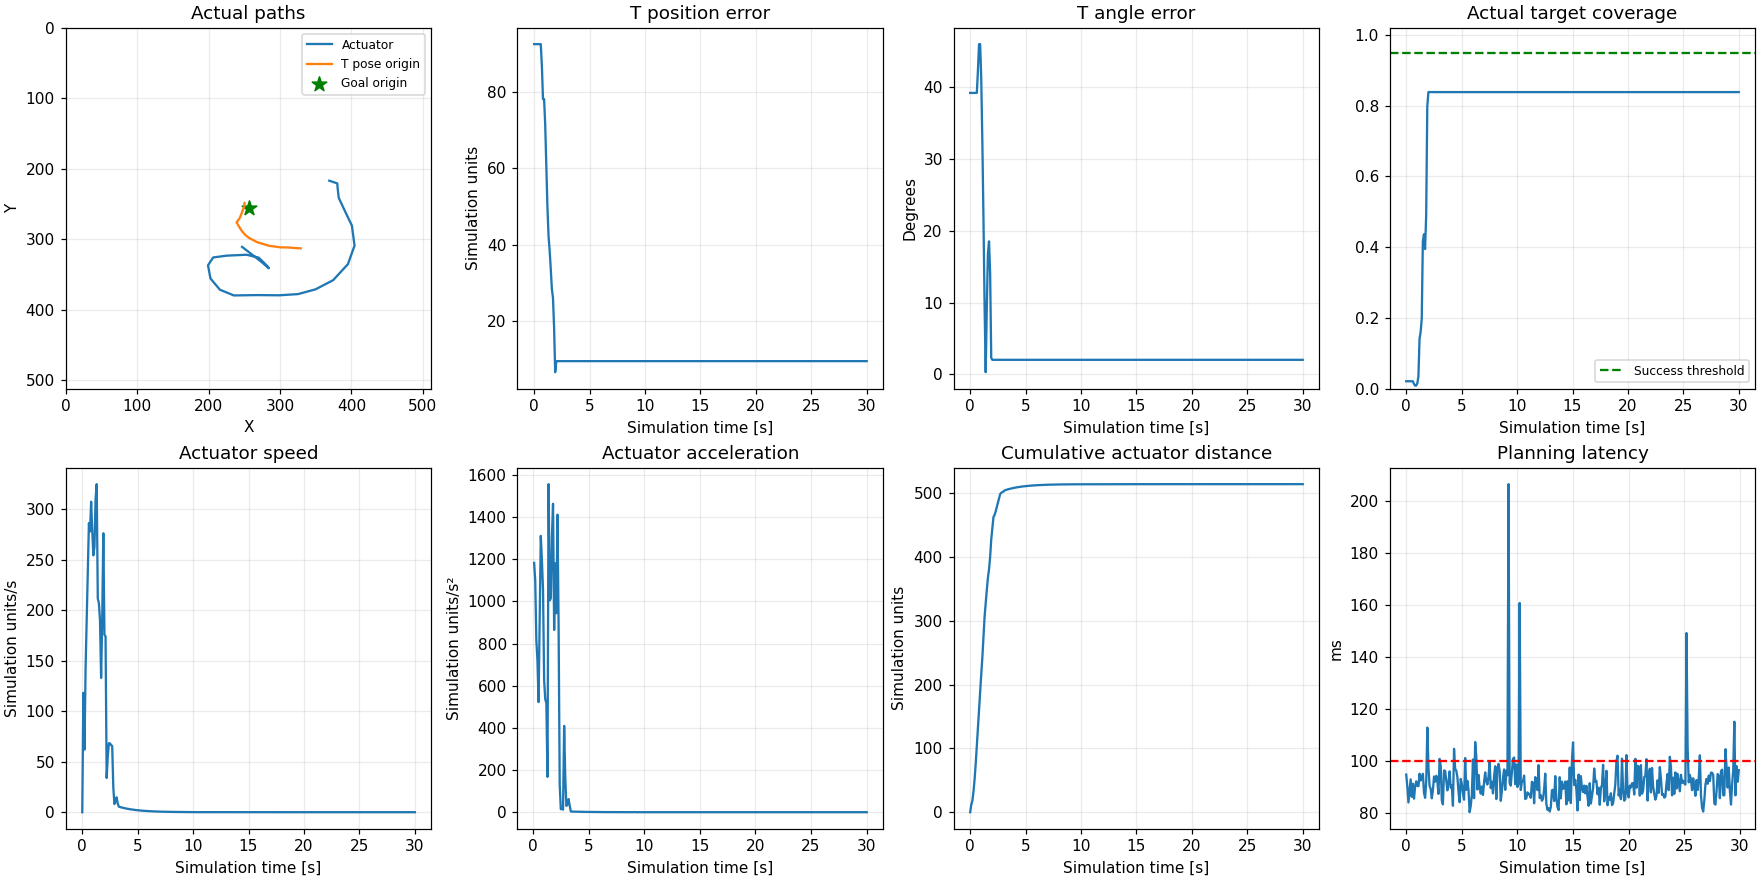 Actual paths
0
100
200
300
400
500
Y
0 100 200 300 400 500
X
Actuator
T pose origin
Goal origin
T position error
80
60
40
20
Simulation units
0 5 10 15 20 25 30
Simulation time [s]
T angle error
40
30
20
10
0
Degrees
0 5 10 15 20 25 30
Simulation time [s]
Actual target coverage
1.0
0.8
0.6
0.4
0.2
0.0
Success threshold
0 5 10 15 20 25 30
Simulation time [s]
Actuator speed
300
250
200
150
100
50
0
Simulation units/s
0 5 10 15 20 25 30
Simulation time [s]
Actuator acceleration
1600
1400
1200
1000
800
600
400
200
0
Simulation units/s²
0 5 10 15 20 25 30
Simulation time [s]
Cumulative actuator distance
500
400
300
200
100
0
Simulation units
0 5 10 15 20 25 30
Simulation time [s]
Planning latency
200
180
160
140
120
100
80
ms
0 5 10 15 20 25 30
Simulation time [s]